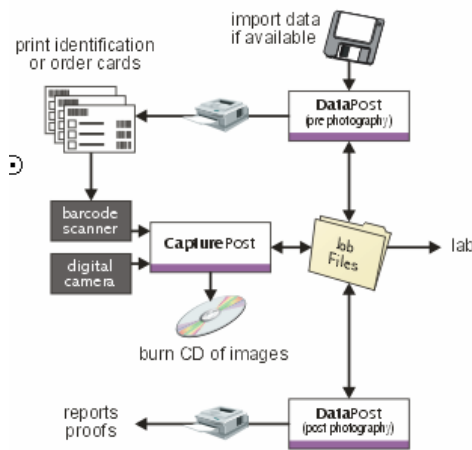 import data
if available
print identification
or order cards
DataPost
(pre photography)
barcode
scanner
digital
camera
CapturePost
Job
Files
lab
burn CD of images
reports
proofs
DataPost
(post photography)